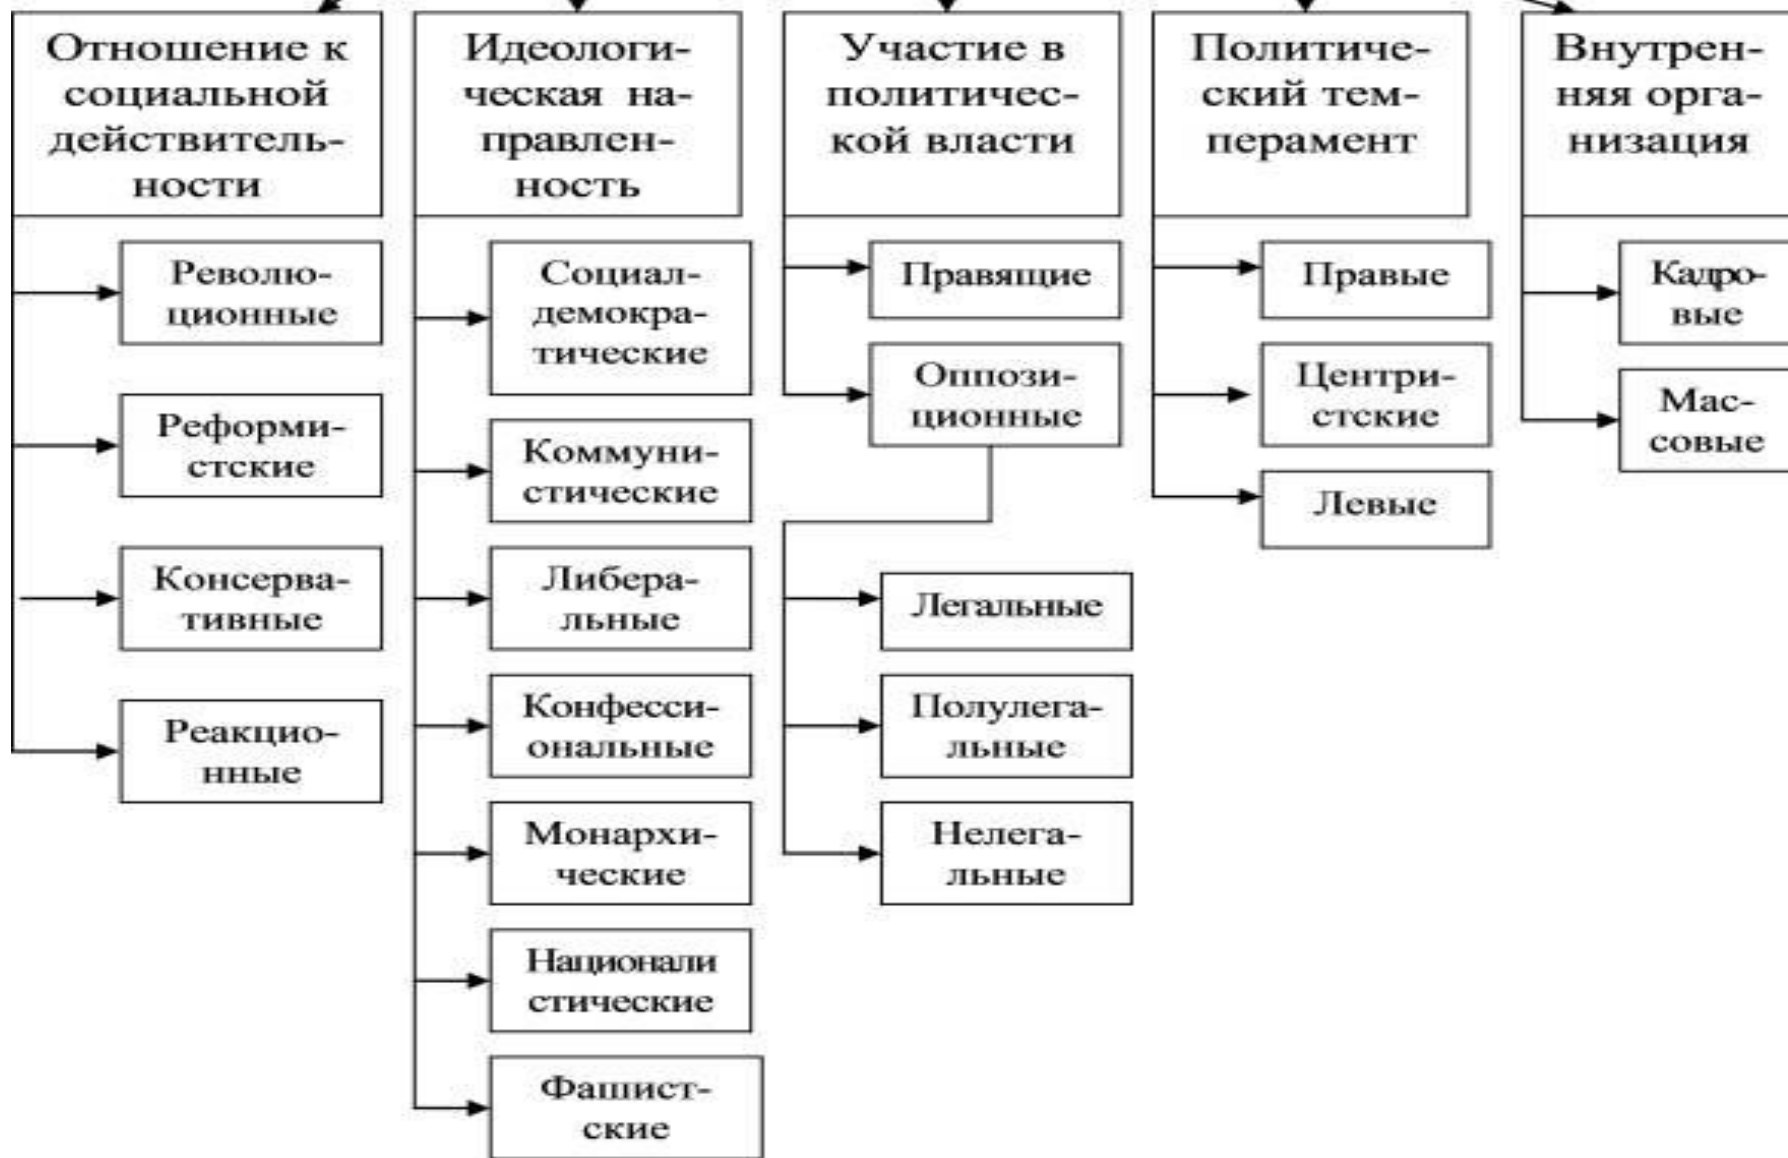 Отношение к
социальной
действитель-
ности
Револю-
ционные
Реформи-
стские
Консерва-
тивные
Реакцио-
нные
Идеологи-
ческая на-
правлен-
ность
Социал-
демокра-
тические
Коммуни-
стические
Либера-
льные
Конфесси-
ональные
Монархи-
ческие
Национали
стические
Фашист-
ские
Участие в
политичес-
кой власти
Правящие
Оппози-
ционные
Легальные
Полулега-
льные
Нелега-
льные
Политиче-
ский тем-
перамент
Правые
Центри-
стские
Левые
Внутрен-
няя орга-
низация
Кадро-
вые
Мас-
совые